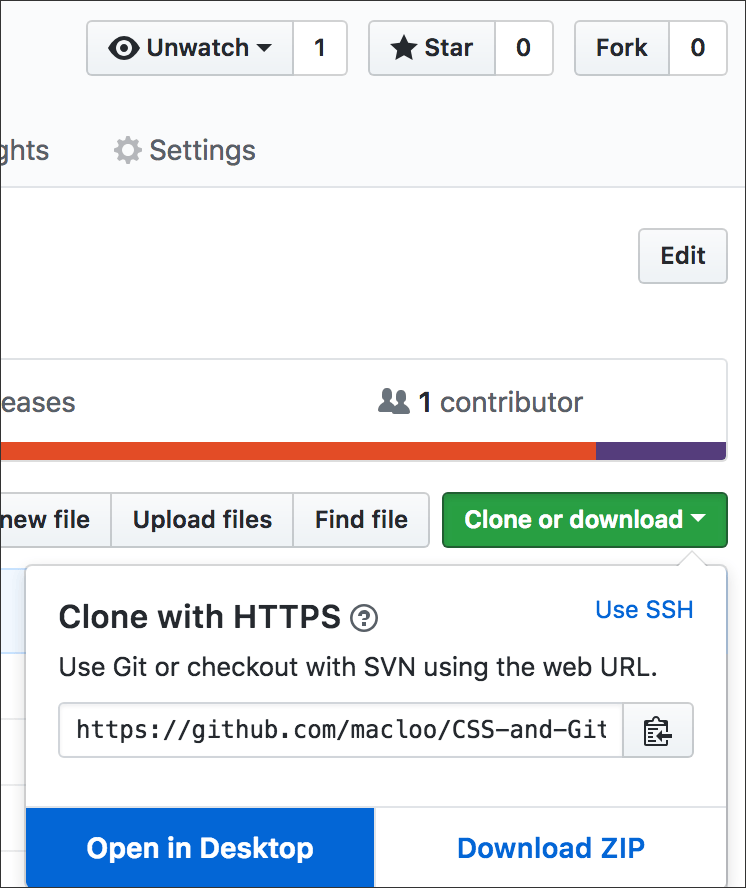 Unwatch 1 Star 0 Fork 0
ghts Settings
Edit
eases 1 contributor
new file Upload files Find file Clone or download
Clone with HTTPS ? Use SSH
Use Git or checkout with SVN using the web URL.
https://github.com/macloo/CSS-and-Git
Open in Desktop Download ZIP